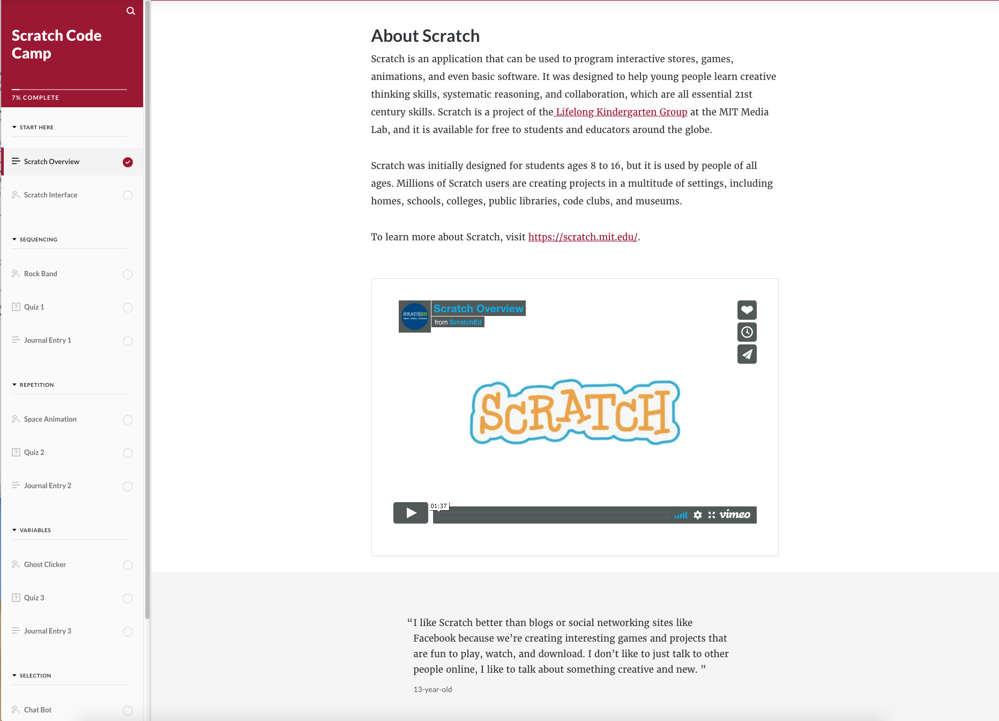 Scratch Code
Camp
7% COMPLETE
START HERE
Scratch Overview
Scratch Interface
SEQUENCING
Rock Band
Quiz 1
Journal Entry 1
REPETITION
Space Animation
Quiz 2
Journal Entry 2
VARIABLES
Ghost Clicker
Quiz 3
Journal Entry 3
SELECTION
Chat Bot
About Scratch
Scratch is an application that can be used to program interactive stores, games,
animations, and even basic software. It was designed to help young people learn creative
thinking skills, systematic reasoning, and collaboration, which are all essential 21st
century skills. Scratch is a project of the Lifelong Kindergarten Group at the MIT Media
Lab, and it is available for free to students and educators around the globe.
Scratch was initially designed for students ages 8 to 16, but it is used by people of all
ages. Millions of Scratch users are creating projects in a multitude of settings, including
homes, schools, colleges, public libraries, code clubs, and museums.
To learn more about Scratch, visit https://scratch.mit.edu/.
SCRATCHED
learn | share | connect
Scratch Overview
from ScratchEd
SCRATCH
01:37
vimeo
“I like Scratch better than blogs or social networking sites like
Facebook because we’re creating interesting games and projects that
are fun to play, watch, and download. I don’t like to just talk to other
people online, I like to talk about something creative and new. ”
13-year-old